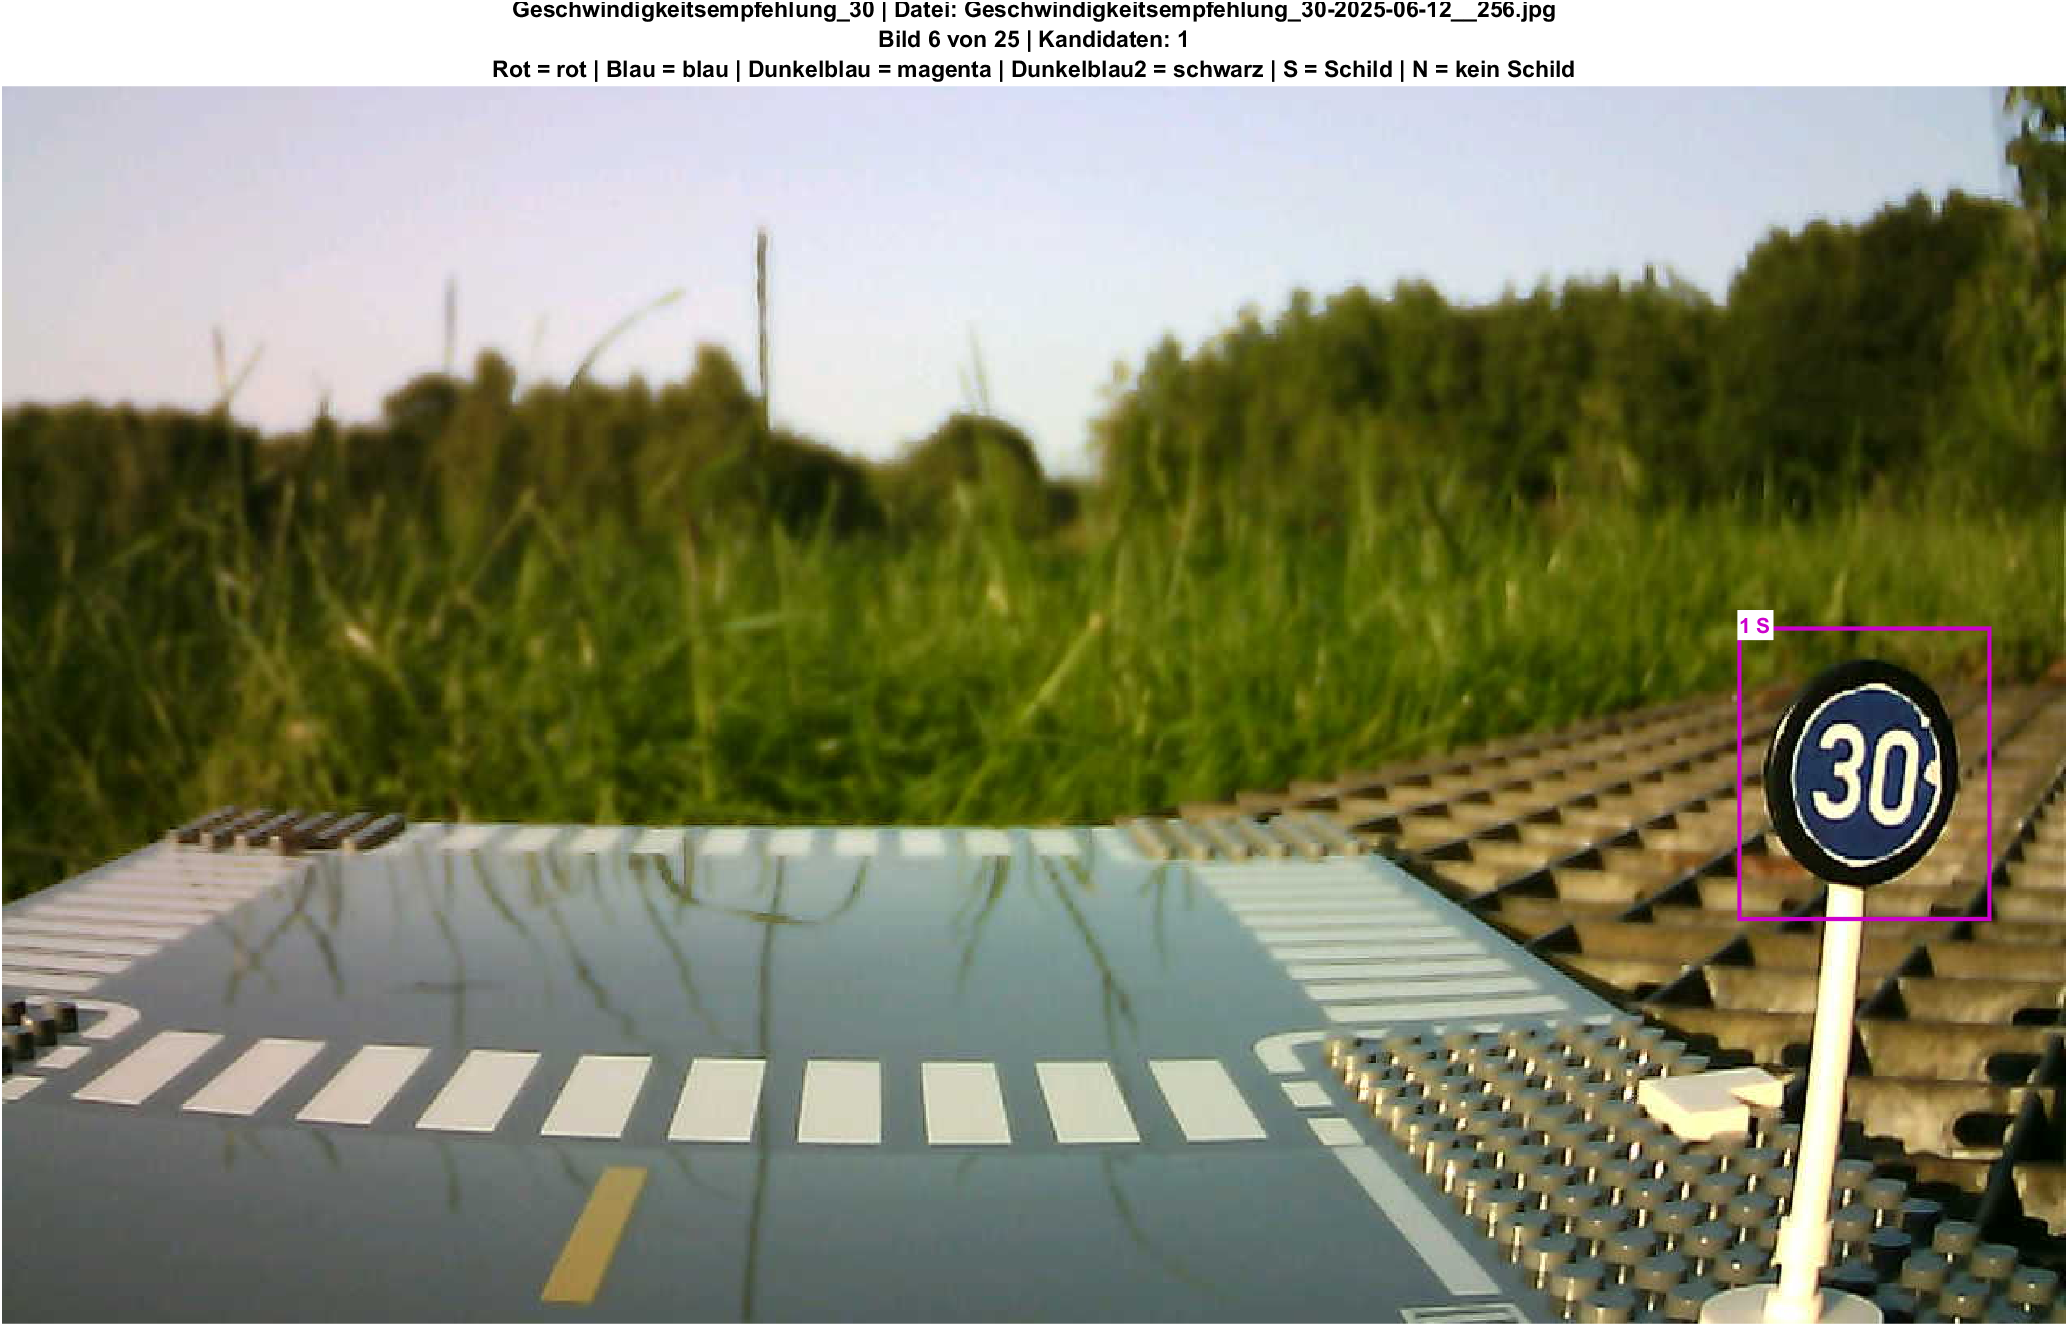 Geschwindigkeitsempfehlung_30 | Datei: Geschwindigkeitsempfehlung_30-2025-06-12__256.jpg
Bild 6 von 25 | Kandidaten: 1
Rot = rot | Blau = blau | Dunkelblau = magenta | Dunkelblau2 = schwarz | S = Schild | N = kein Schild
1 S
30